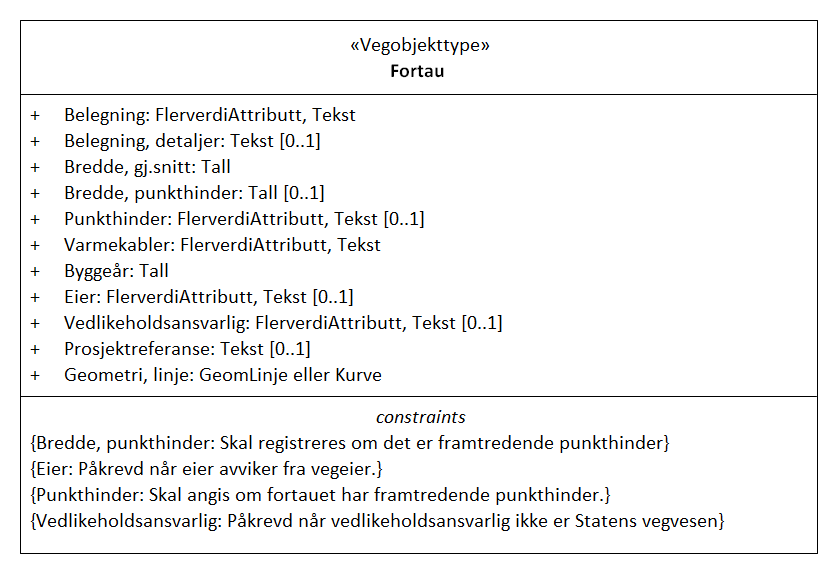 «Vegobjekttype»
Fortau
+ Belegning: FlerverdiAttributt, Tekst
+ Belegning, detaljer: Tekst [0..1]
+ Bredde, gj.snitt: Tall
+ Bredde, punkthinder: Tall [0..1]
+ Punkthinder: FlerverdiAttributt, Tekst [0..1]
+ Varmekabler: FlerverdiAttributt, Tekst
+ Byggeår: Tall
+ Eier: FlerverdiAttributt, Tekst [0..1]
+ Vedlikeholdsansvarlig: FlerverdiAttributt, Tekst [0..1]
+ Prosjektreferanse: Tekst [0..1]
+ Geometri, linje: GeomLinje eller Kurve
constraints
{Bredde, punkthinder: Skal registreres om det er framtredende punkthinder}
{Eier: Påkrevd når eier avviker fra vegeier.}
{Punkthinder: Skal angis om fortauet har framtredende punkthinder.}
{Vedlikeholdsansvarlig: Påkrevd når vedlikeholdsansvarlig ikke er Statens vegvesen}